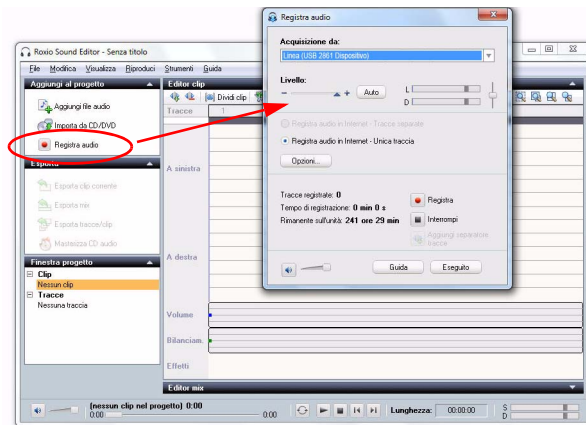 Registra audio
Acquisizione da:
Linea (USB 2861 Dispositivo)
Livello:
Auto
L
D
Registra audio in Internet - Tracce separate
Registra audio in Internet - Unica traccia
Opzioni...
Tracce registrate: 0
Tempo di registrazione: 0 min 0 s
Rimanente sull'unità: 241 ore 29 min
Registra
Interrompi
Aggiungi separatore tracce
Guida
Eseguito
Roxio Sound Editor - Senza titolo
File Modifica Visualizza Riproduci Strumenti Guida
Aggiungi al progetto
Aggiungi file audio
Importa da CD/DVD
Registra audio
Esporta
Esporta clip corrente
Esporta mix
Esporta tracce/clip
Masterizza CD audio
Finestra progetto
Clip
Nessun clip
Tracce
Nessuna traccia
Editor clip
Dividi clip
Tracce
1
A sinistra
A destra
Volume
Bilanciam.
Effetti
Editor mix
(nessun clip nel progetto) 0:00
0:00
0:00
Lunghezza:
00:00:00
S
D